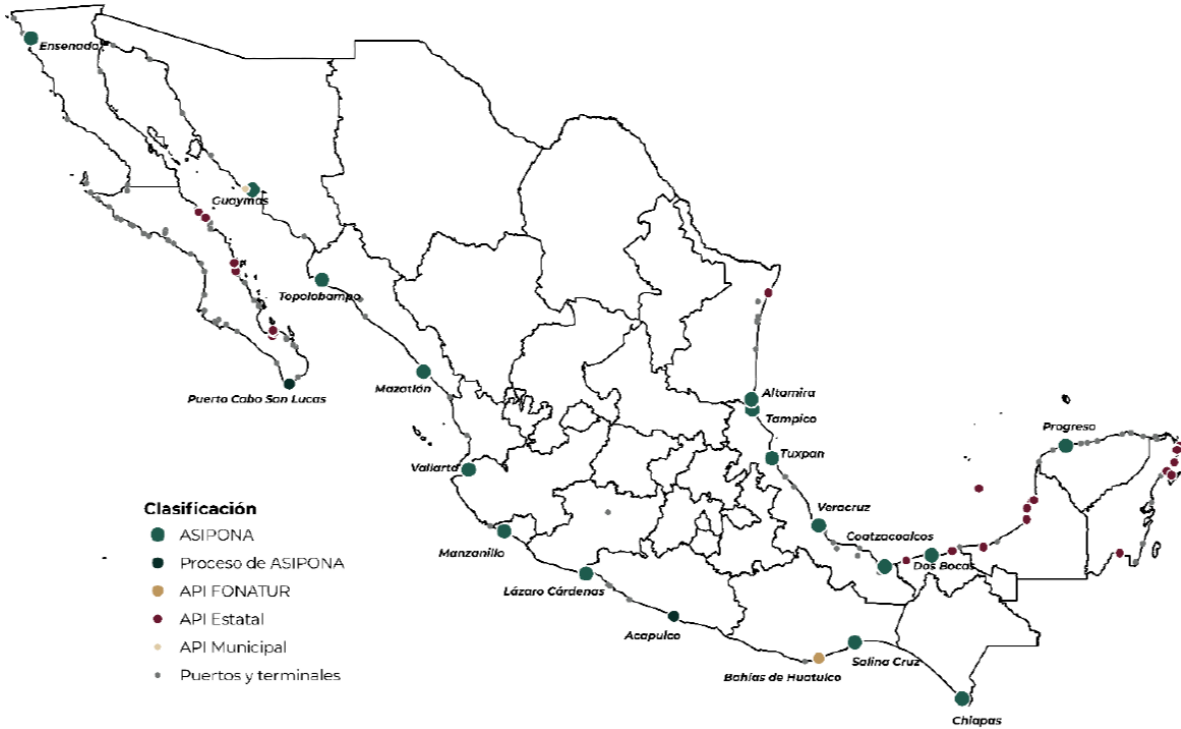 Ensenada
Guaymas
Topolobampo
Puerto Cabo San Lucas
Mazatlán
Altamira
Tampico
Tuxpan
Progreso
Vallarta
Veracruz
Coatzacoalcos
Manzanillo
Dos Bocas
Lázaro Cárdenas
Acapulco
Salina Cruz
Bahías de Huatulco
Chiapas
Clasificación
ASIPONA
Proceso de ASIPONA
API FONATUR
API Estatal
API Municipal
Puertos y terminales